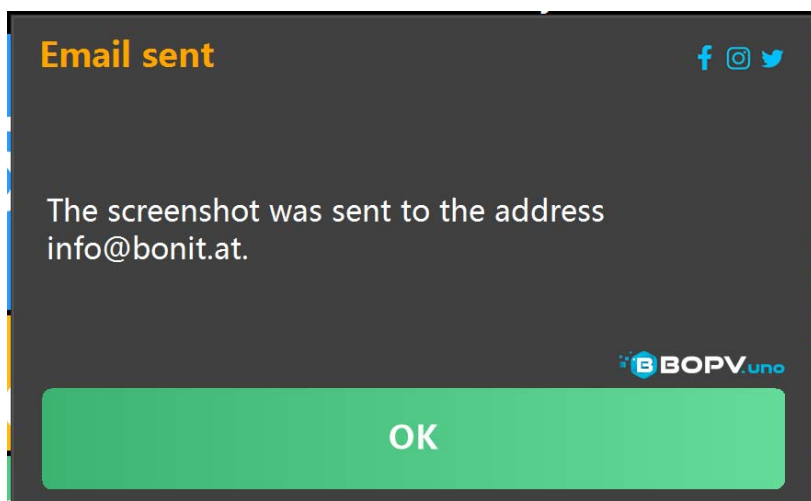 Email sent
The screenshot was sent to the address
info@bonit.at.
B BOPV.uno
OK